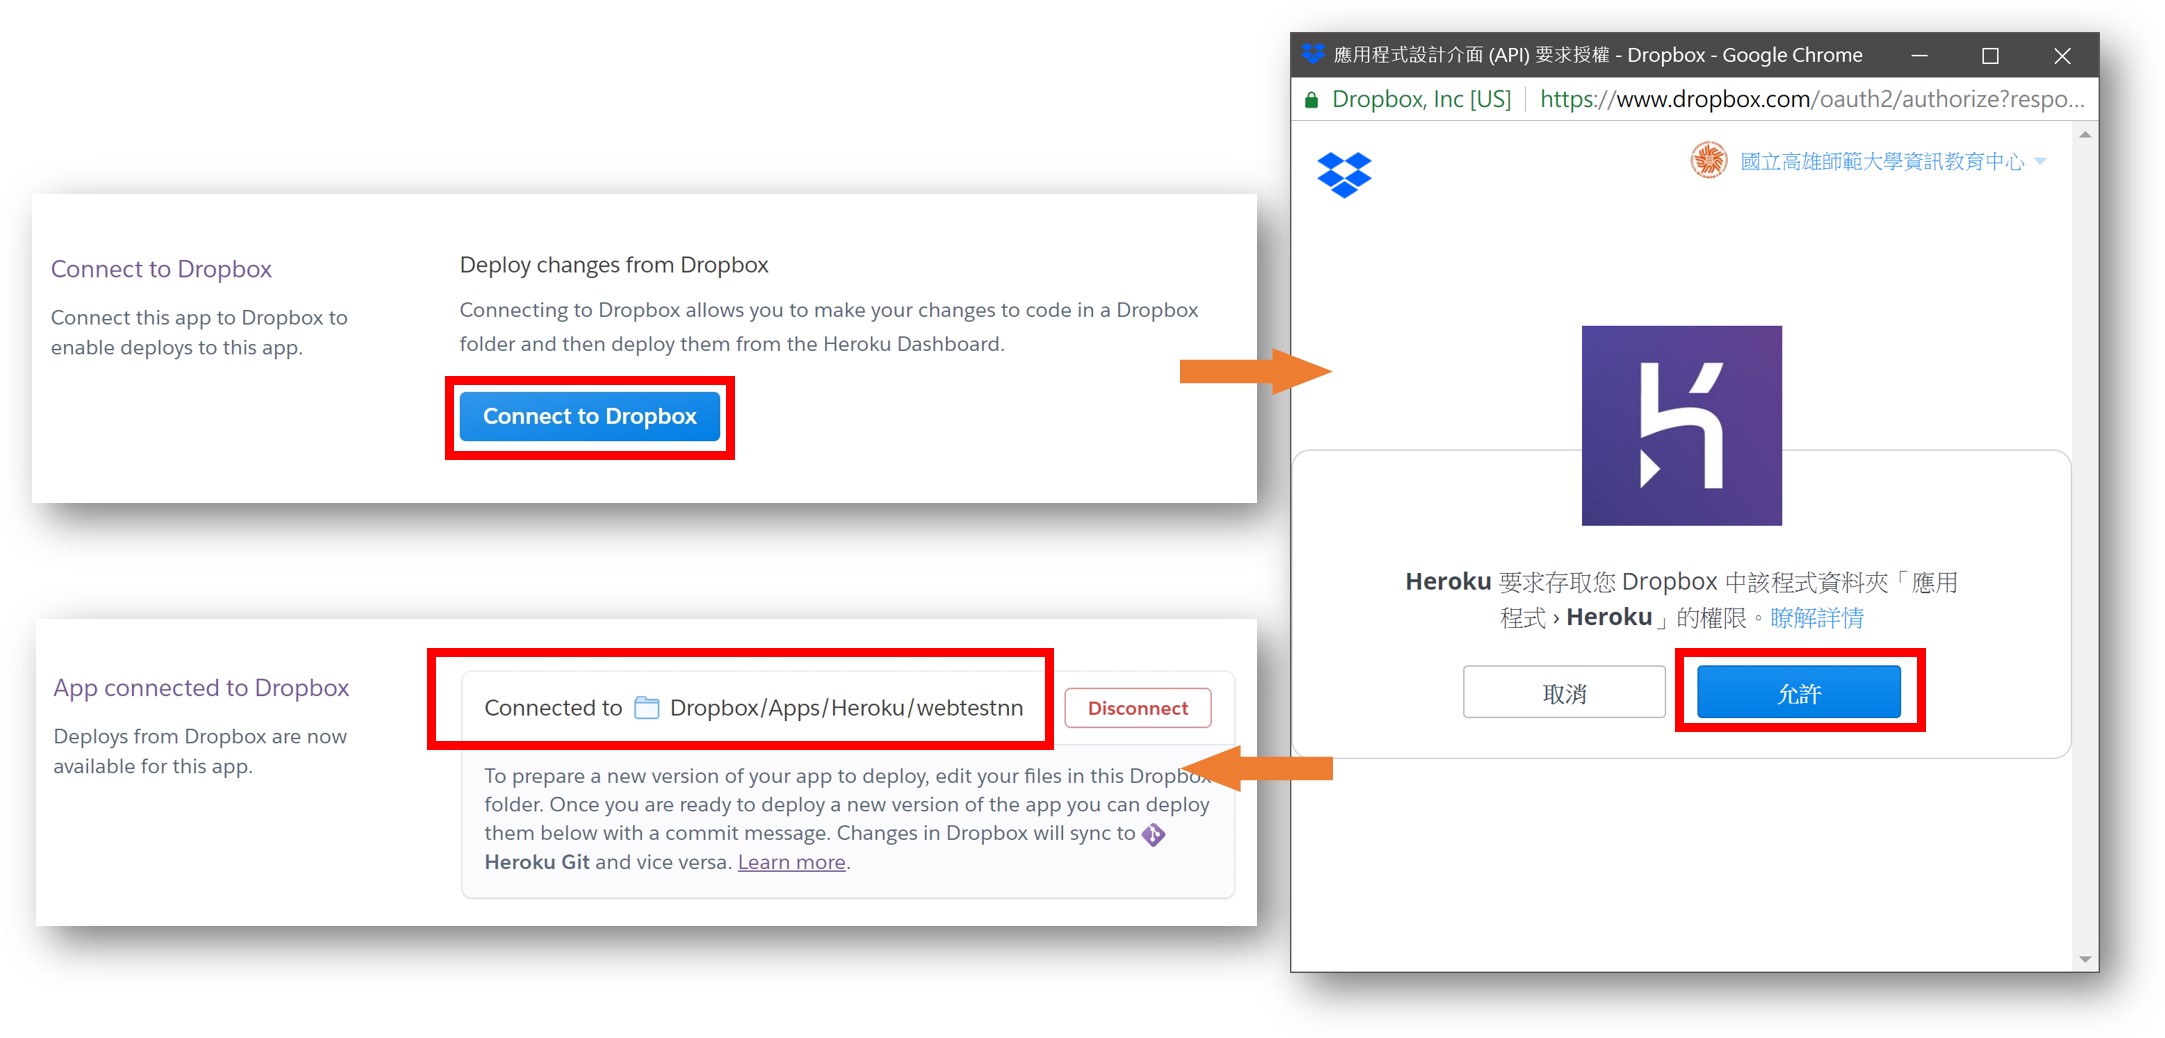 Connect to Dropbox
Connect this app to Dropbox to
enable deploys to this app.
Deploy changes from Dropbox
Connecting to Dropbox allows you to make your changes to code in a Dropbox
folder and then deploy them from the Heroku Dashboard.
Connect to Dropbox
應用程式設計介面 (API) 要求授權 - Dropbox - Google Chrome
Dropbox, Inc [US]
https://www.dropbox.com/oauth2/authorize?respo...
國立高雄師範大學資訊教育中心
Heroku 要求存取您 Dropbox 中該程式資料夾「應用
程式 › Heroku」的權限。瞭解詳情
取消
允許
App connected to Dropbox
Deploys from Dropbox are now
available for this app.
Connected to Dropbox/Apps/Heroku/webtestnn
Disconnect
To prepare a new version of your app to deploy, edit your files in this Dropbox
folder. Once you are ready to deploy a new version of the app you can deploy
them below with a commit message. Changes in Dropbox will sync to
Heroku Git and vice versa. Learn more.